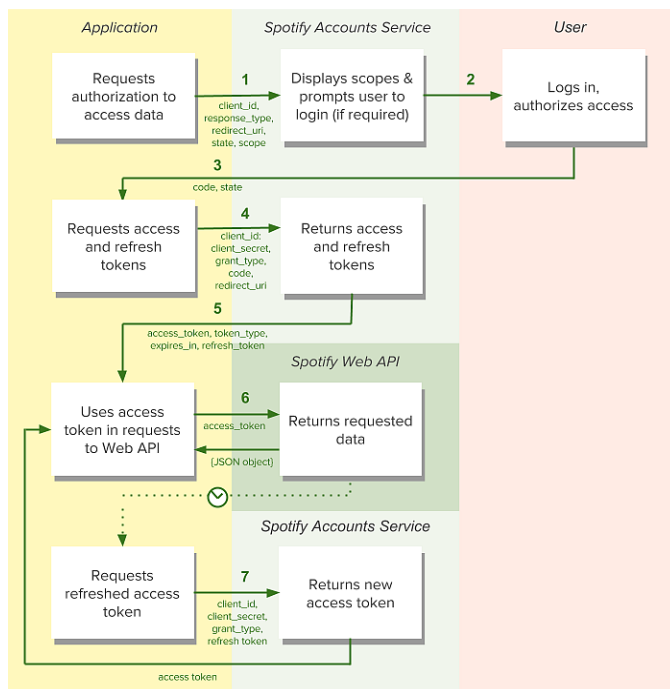 Application
Spotify Accounts Service
User
Requests
authorization to
access data
1
client_id,
response_type,
redirect_uri,
state, scope
Displays scopes &
prompts user to
login (if required)
2
Logs in,
authorizes access
3
code, state
Requests access
and refresh
tokens
4
client_id:
client_secret,
grant_type,
code,
redirect_uri
Returns access
and refresh
tokens
5
access_token, token_type,
expires_in, refresh_token
Spotify Web API
Uses access
token in requests
to Web API
6
access_token
{JSON object}
Returns requested
data
Spotify Accounts Service
Requests
refreshed access
token
7
client_id,
client_secret,
grant_type,
refresh token
Returns new
access token
access token